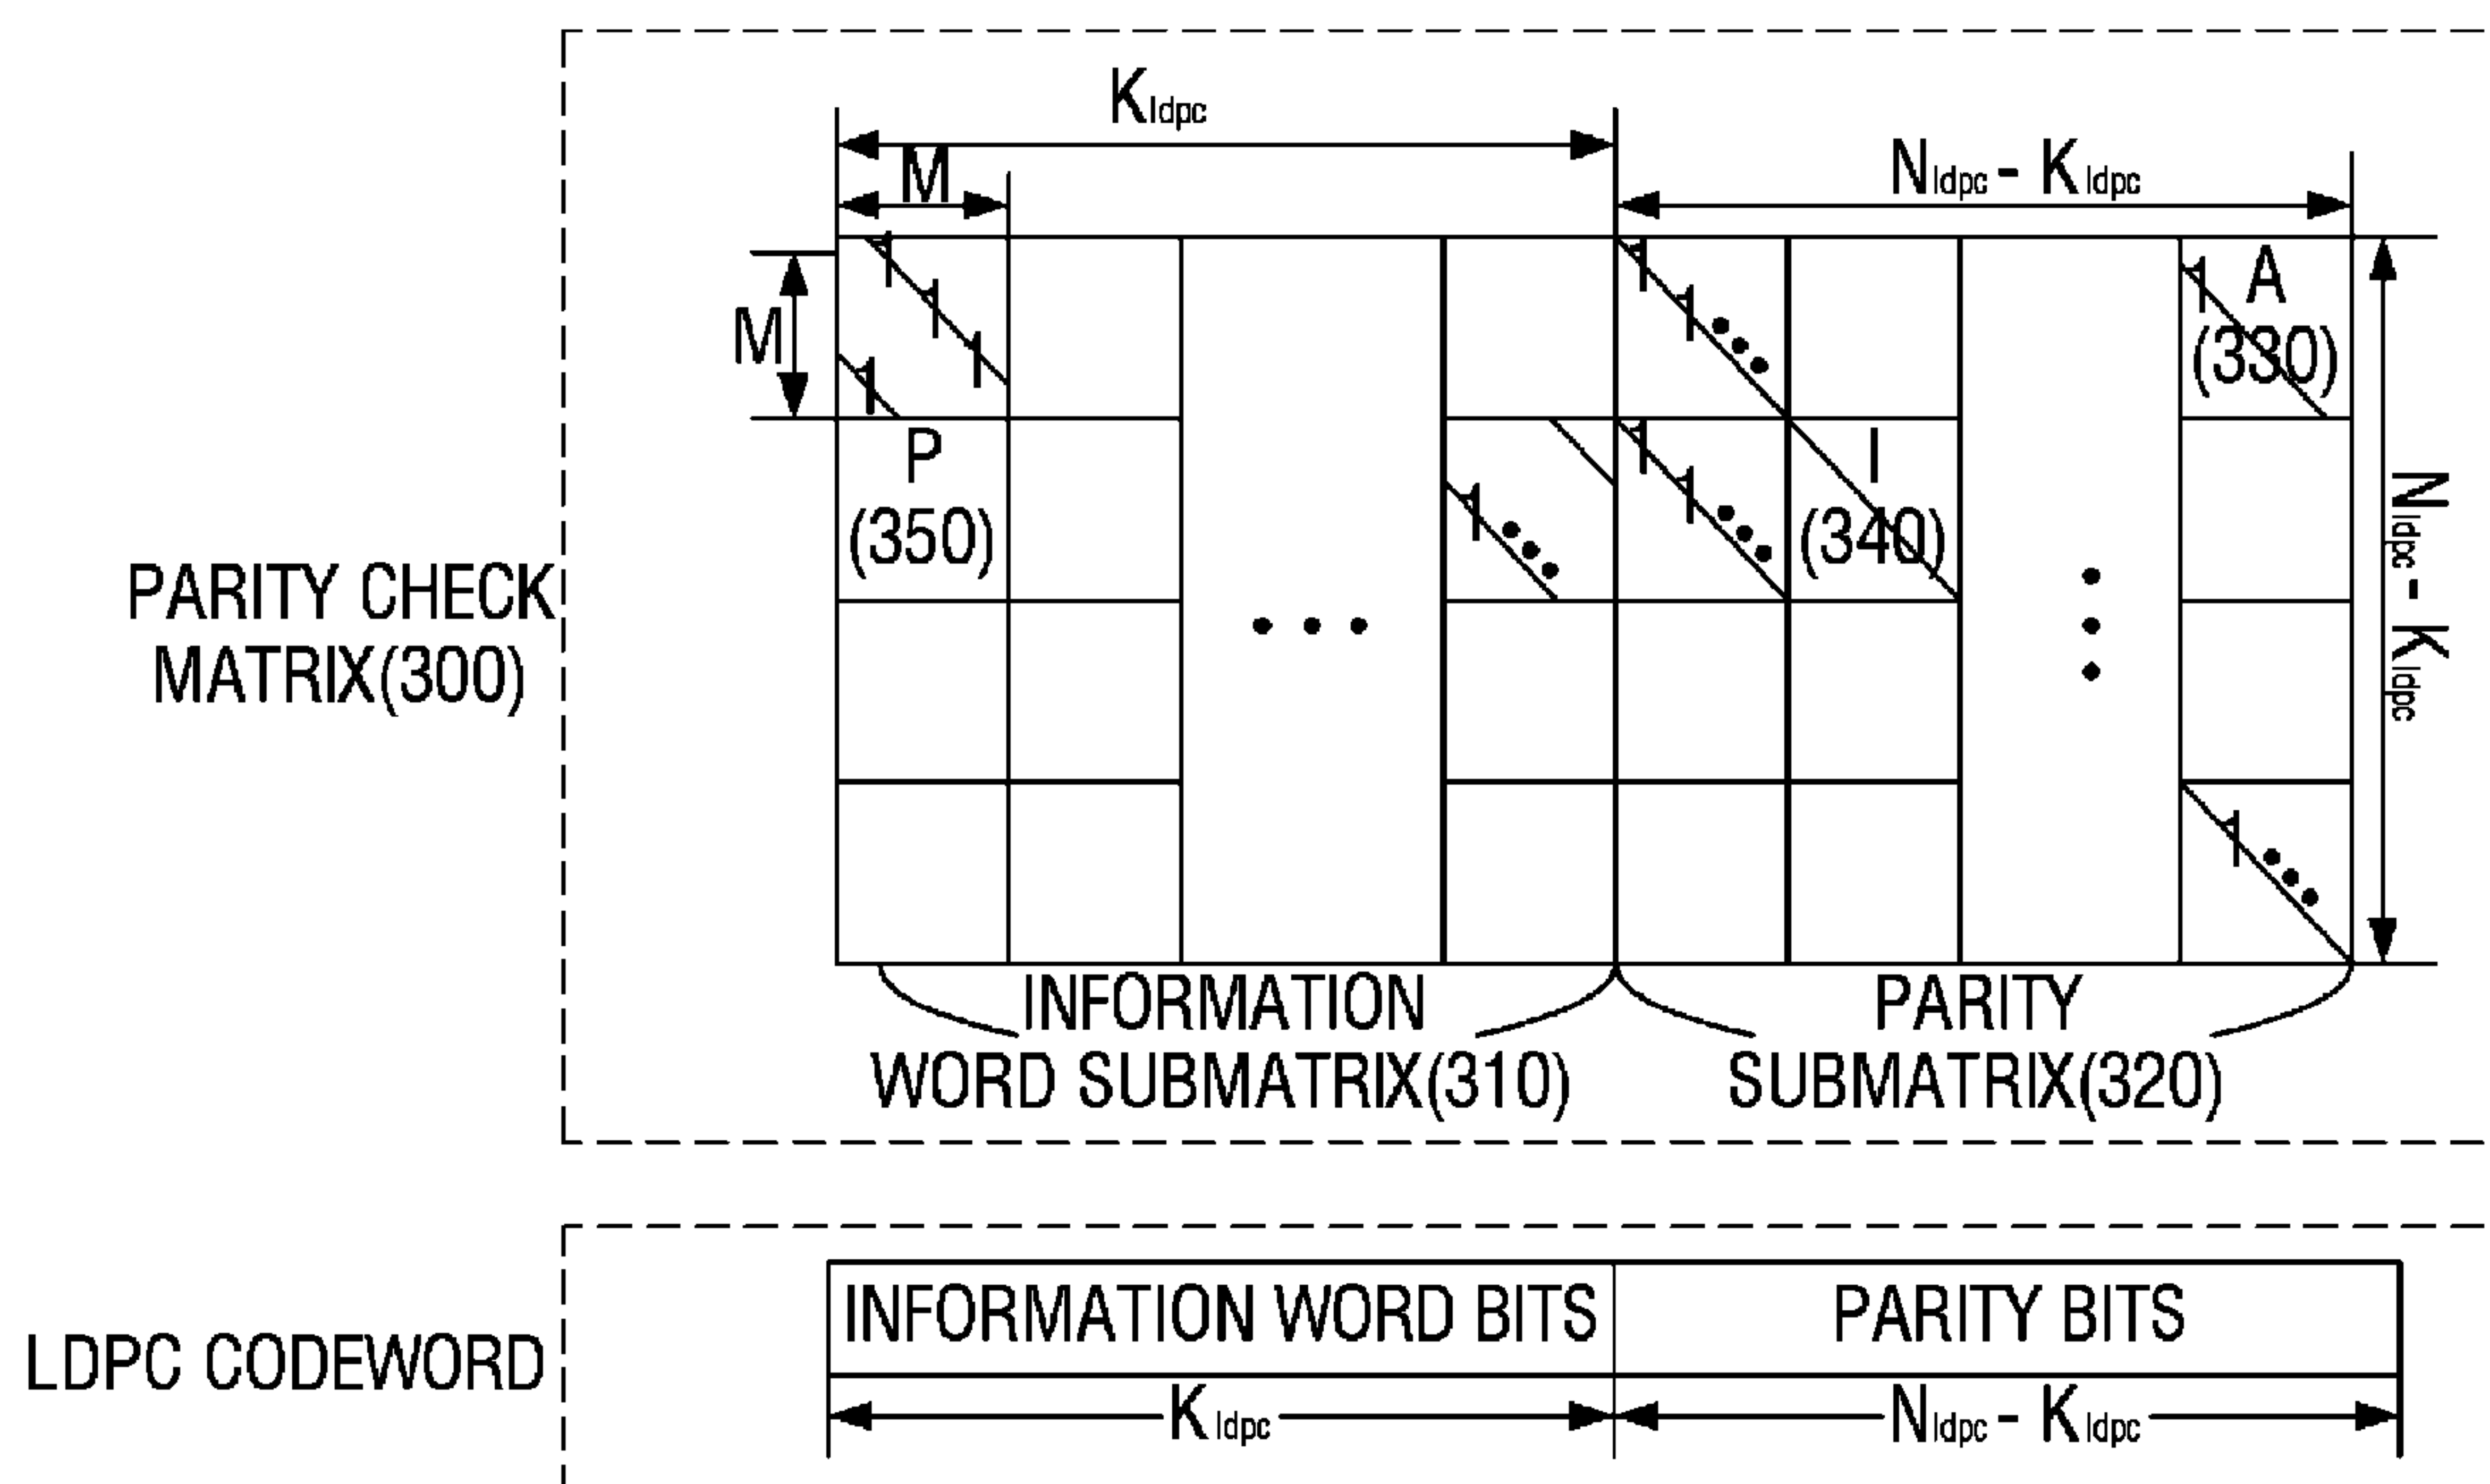 K ldpc
M
N ldpc - K ldpc
M
1
1
1
1
1
1
A
(330)
1
P
(350)
1
1
1
I
(340)
N ldpc - K ldpc
PARITY CHECK
MATRIX(300)
1
INFORMATION
WORD SUBMATRIX(310)
PARITY
SUBMATRIX(320)
LDPC CODEWORD
INFORMATION WORD BITS
PARITY BITS
K ldpc
N ldpc - K ldpc